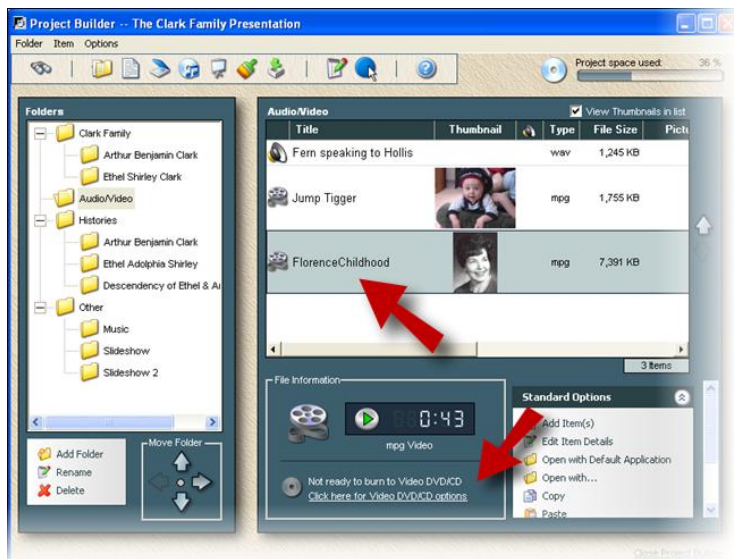 Project Builder -- The Clark Family Presentation
Folder Item Options
Project space used: 36 %
Folders
Clark Family
Arthur Benjamin Clark
Ethel Shirley Clark
Audio/Video
Histories
Arthur Benjamin Clark
Ethel Adolphia Shirley
Descendency of Ethel &
Other
Music
Slideshow
Slideshow 2
Add Folder
Rename
Delete
Move Folder
Audio/Video
View Thumbnails in list
Title Thumbnail Type File Size
Fern speaking to Hollis wav 1,245 KB
Jump Tigger mpg 1,755 KB
FlorenceChildhood mpg 7,391 KB
3 Items
File Information
0:43
mpg Video
Not ready to burn to Video DVD/CD
Click here for Video DVD/CD options
Standard Options
Add Item(s)
Edit Item Details
Open with Default Application
Open with...
Copy
Paste
Close Project Builder